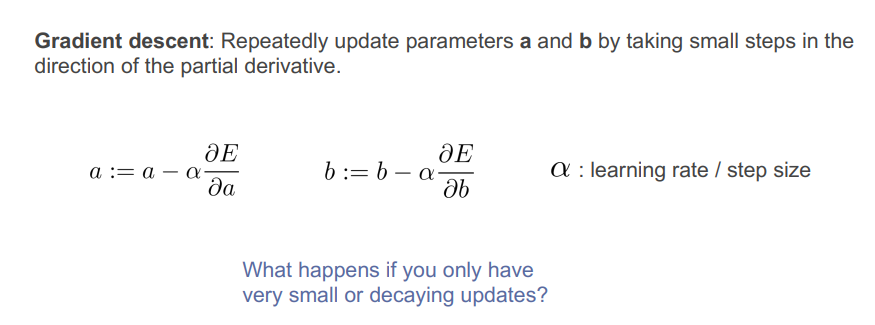 Gradient descent: Repeatedly update parameters a and b by taking small steps in the
direction of the partial derivative.
a := a − α ∂E/∂a b := b − α ∂E/∂b α : learning rate / step size
What happens if you only have
very small or decaying updates?